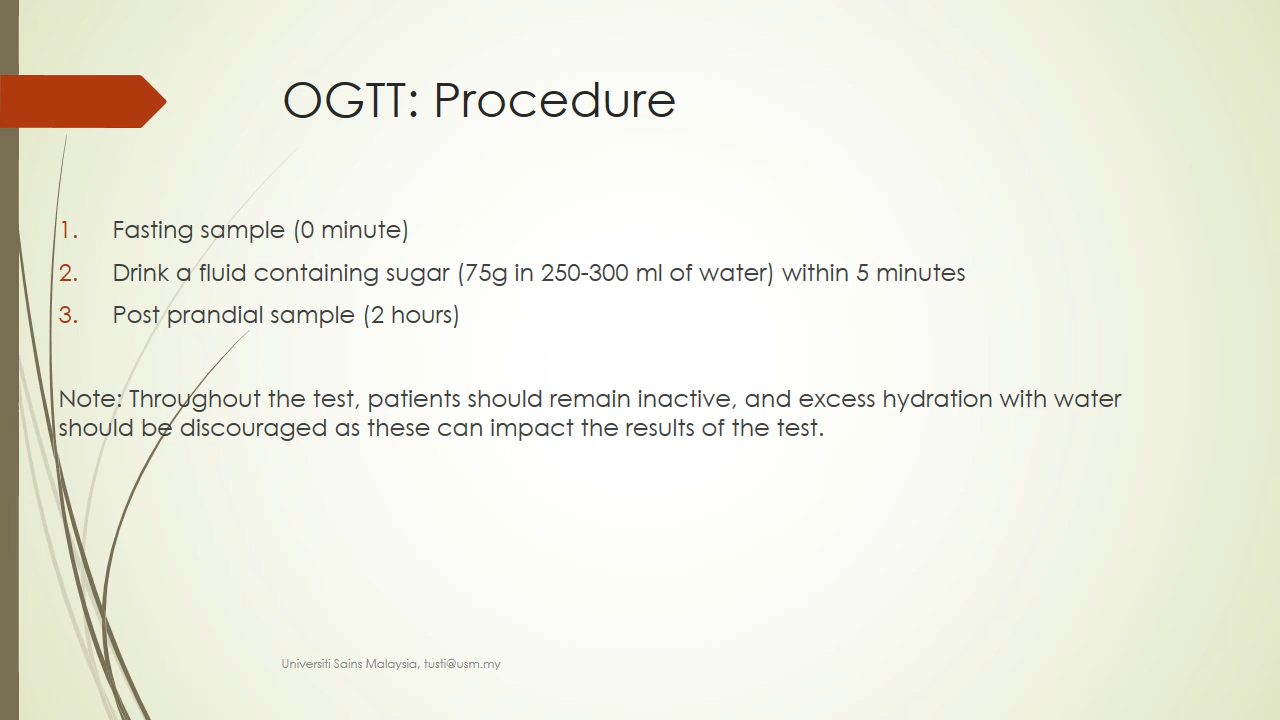 OGTT: Procedure
1. Fasting sample (0 minute)
2. Drink a fluid containing sugar (75g in 250-300 ml of water) within 5 minutes
3. Post prandial sample (2 hours)
Note: Throughout the test, patients should remain inactive, and excess hydration with water
should be discouraged as these can impact the results of the test.
Universiti Sains Malaysia, tusti@usm.my